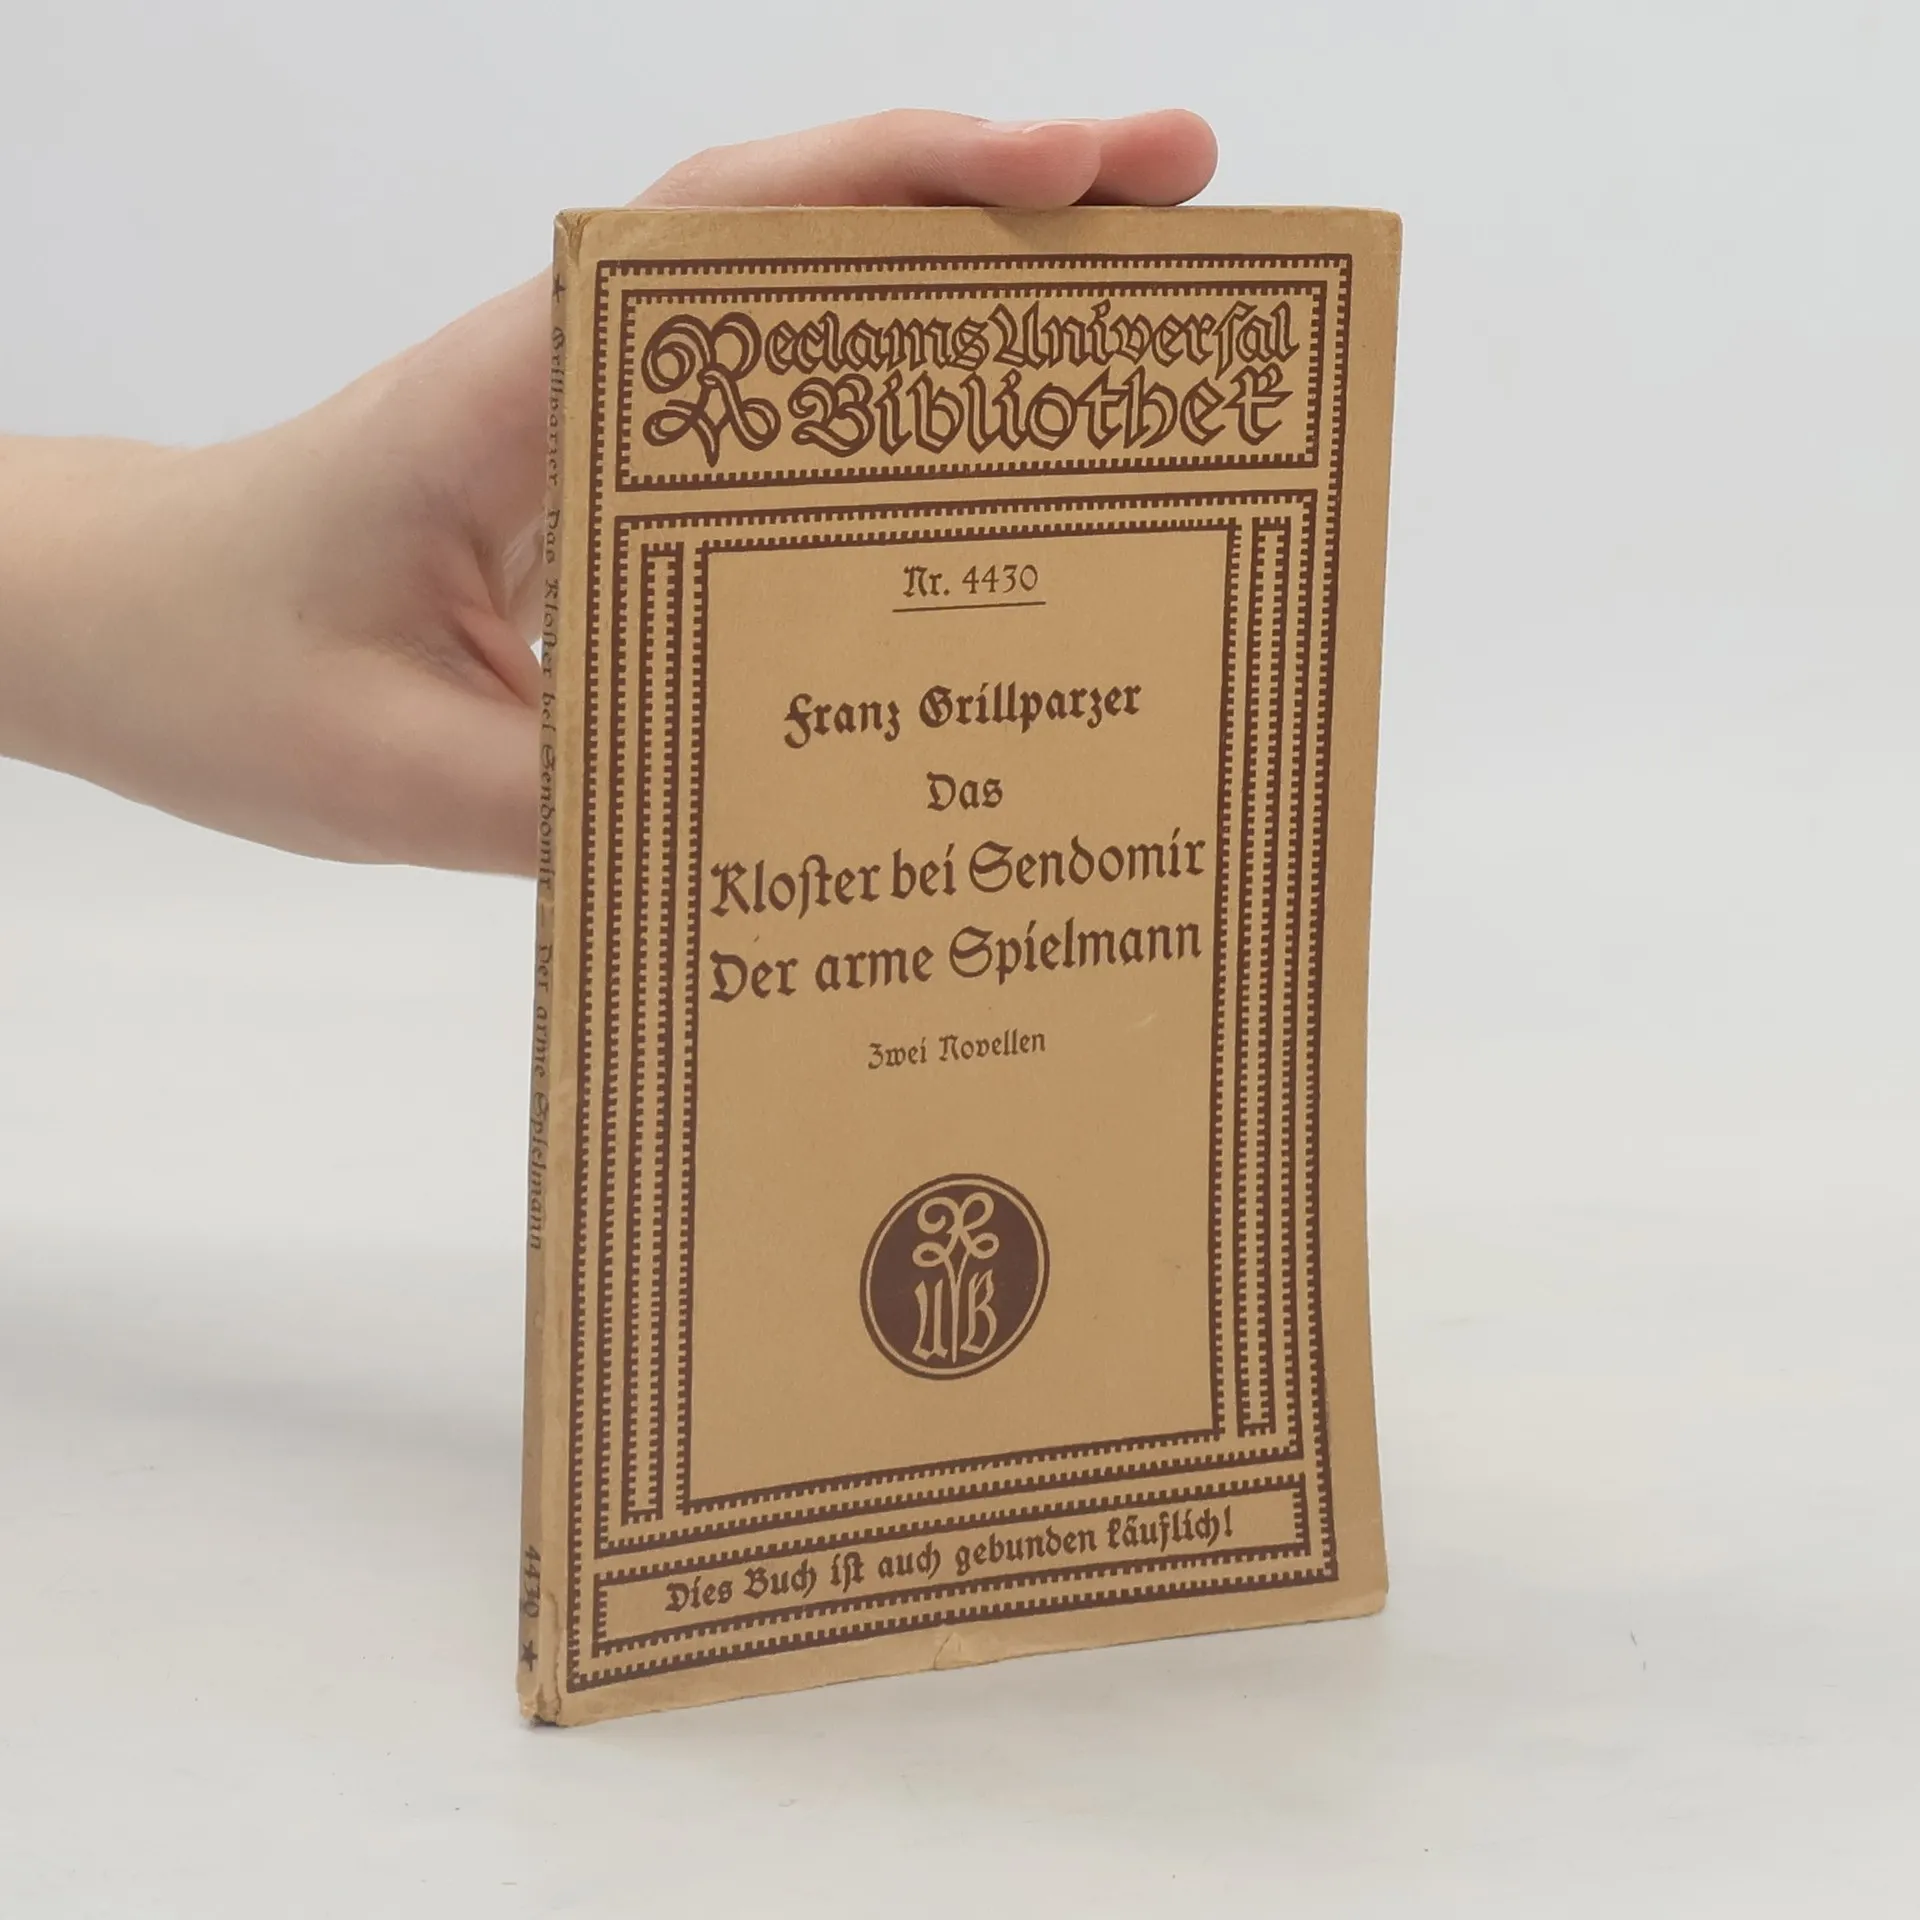 Reclams Universal
Bibliothek
Nr. 4430
Franz Grillparzer
Das
Kloster bei Sendomir
Der arme Spielmann
Zwei Novellen
R
U B
Dies Buch ist auch gebunden käuflich!
★ Grillparzer Das Kloster bei Sendomir – Der arme Spielmann 4430 ★